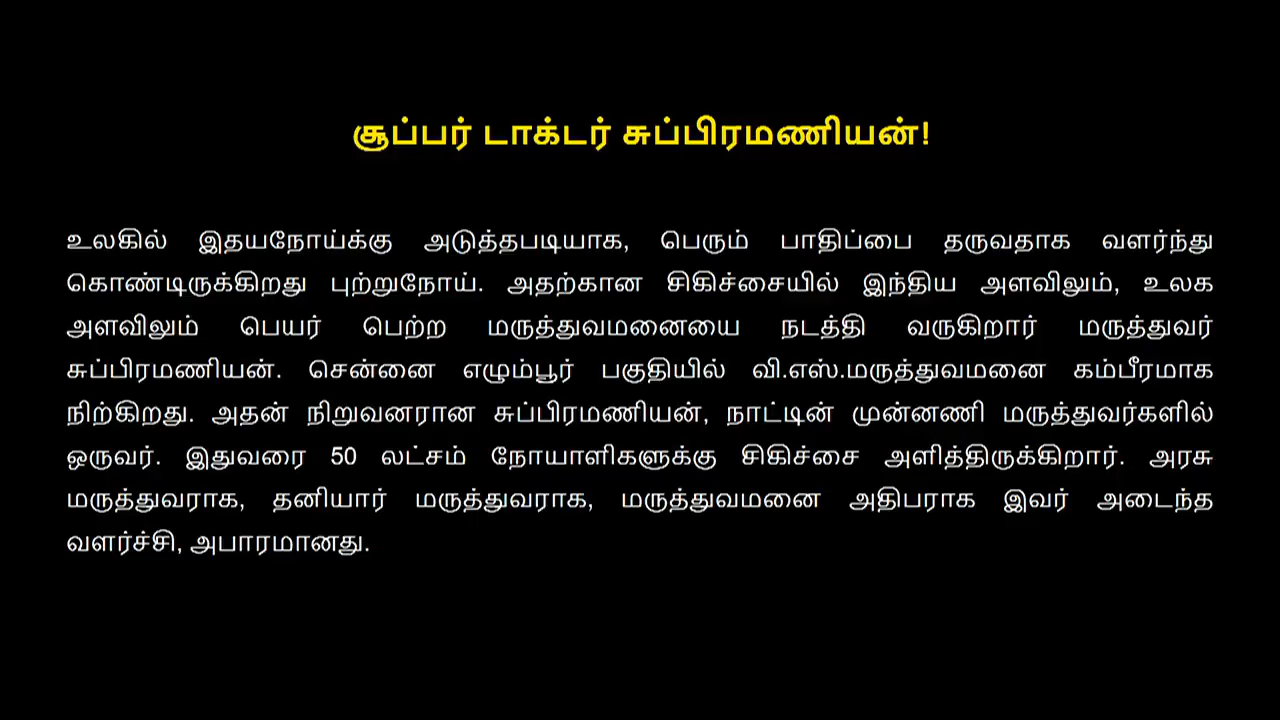 சூப்பர் டாக்டர் சுப்பிரமணியன்!
உலகில் இதயநோய்க்கு அடுத்தபடியாக, பெரும் பாதிப்பை தருவதாக வளர்ந்து
கொண்டிருக்கிறது புற்றுநோய். அதற்கான சிகிச்சையில் இந்திய அளவிலும், உலக
அளவிலும் பெயர் பெற்ற மருத்துவமனையை நடத்தி வருகிறார் மருத்துவர்
சுப்பிரமணியன். சென்னை எழும்பூர் பகுதியில் வி.எஸ்.மருத்துவமனை கம்பீரமாக
நிற்கிறது. அதன் நிறுவனரான சுப்பிரமணியன், நாட்டின் முன்னணி மருத்துவர்களில்
ஒருவர். இதுவரை 50 லட்சம் நோயாளிகளுக்கு சிகிச்சை அளித்திருக்கிறார். அரசு
மருத்துவராக, தனியார் மருத்துவராக, மருத்துவமனை அதிபராக இவர் அடைந்த
வளர்ச்சி, அபாரமானது.